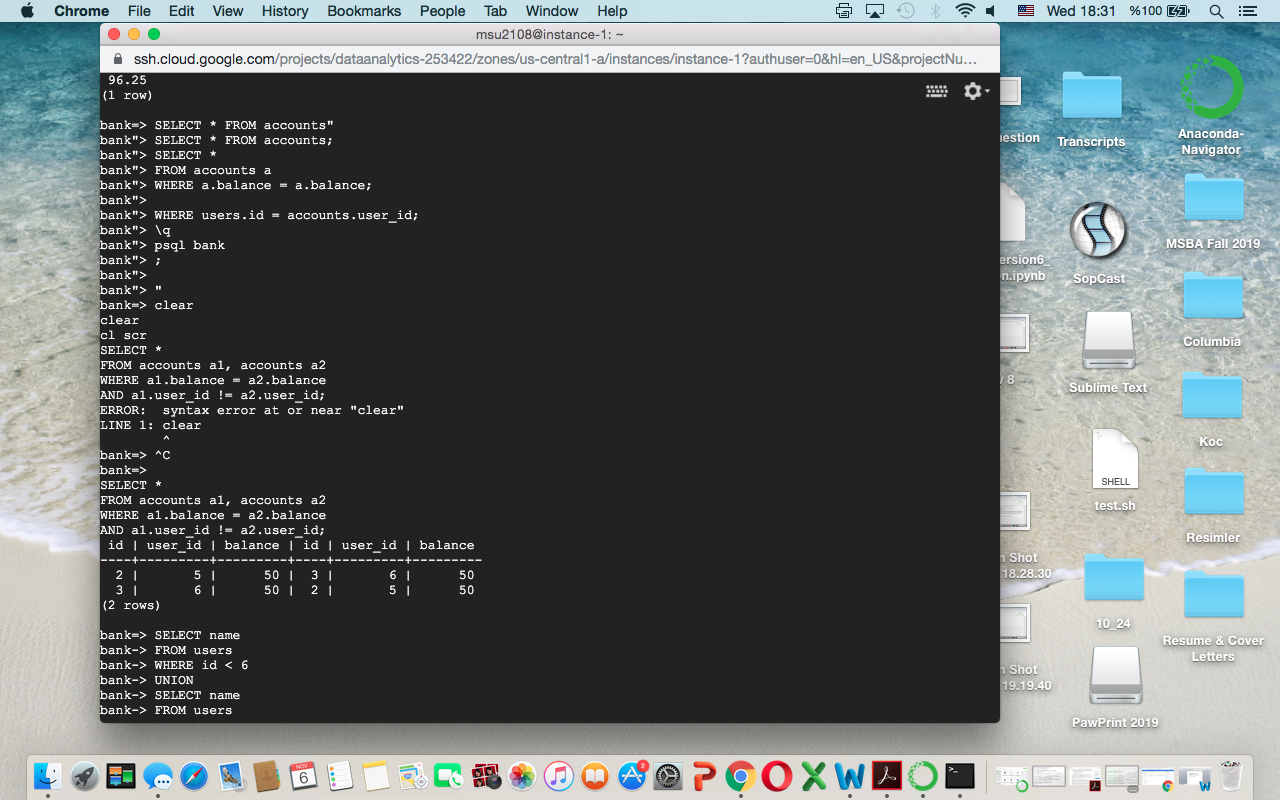 Chrome File Edit View History Bookmarks People Tab Window Help Wed 18:31 %100
msu2108@instance-1: ~
ssh.cloud.google.com/projects/dataanalytics-253422/zones/us-central1-a/instances/instance-1?authuser=0&hl=en_US&projectNu...
96.25
(1 row)
bank=> SELECT * FROM accounts"
bank"> SELECT * FROM accounts;
bank"> SELECT *
bank"> FROM accounts a
bank"> WHERE a.balance = a.balance;
bank">
bank"> WHERE users.id = accounts.user_id;
bank"> \q
bank"> psql bank
bank"> ;
bank">
bank"> "
bank=> clear
clear
cl scr
SELECT *
FROM accounts a1, accounts a2
WHERE a1.balance = a2.balance
AND a1.user_id != a2.user_id;
ERROR:  syntax error at or near "clear"
LINE 1: clear
^
bank=> ^C
bank=>
SELECT *
FROM accounts a1, accounts a2
WHERE a1.balance = a2.balance
AND a1.user_id != a2.user_id;
id | user_id | balance | id | user_id | balance
----+---------+---------+----+---------+---------
2 | 5 | 50 | 3 | 6 | 50
3 | 6 | 50 | 2 | 5 | 50
(2 rows)
bank=> SELECT name
bank-> FROM users
bank-> WHERE id < 6
bank-> UNION
bank-> SELECT name
bank-> FROM users
estion
ersion6_
n.ipynb
v 8
n Shot
18.28.30
n Shot
19.19.40
Transcripts
SopCast
Sublime Text
SHELL
test.sh
10_24
PawPrint 2019
Anaconda-
Navigator
MSBA Fall 2019
Columbia
Koc
Resimler
Resume & Cover
Letters
NOV
6
2